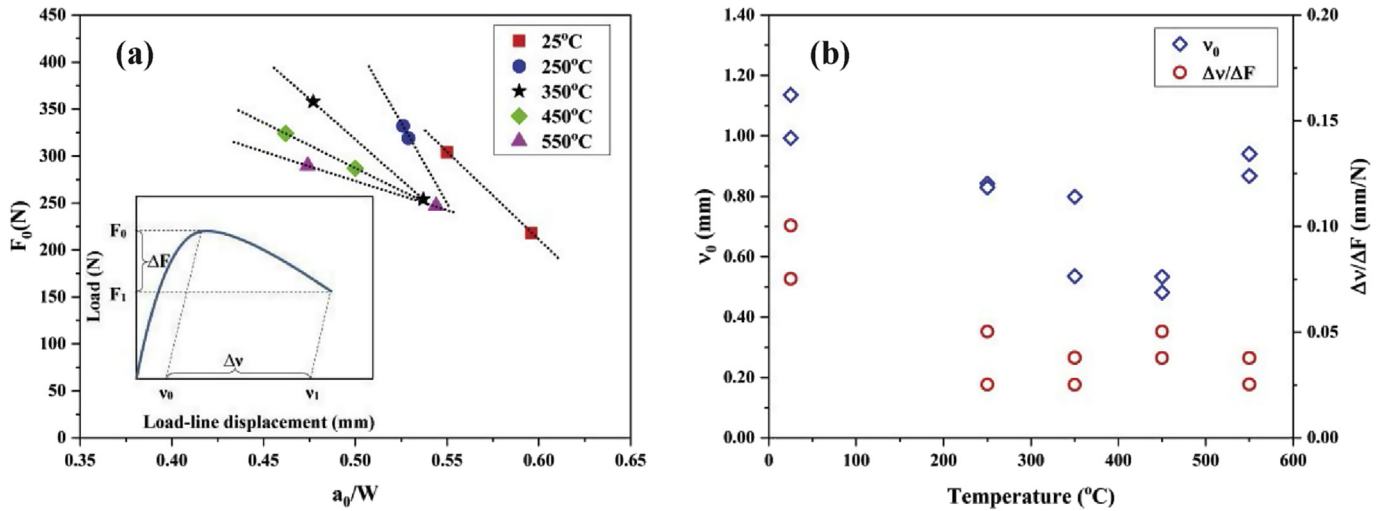 (a)
450
400
350
300
250
200
150
100
50
0
F₀(N)
25°C
250°C
350°C
450°C
550°C
F₀
ΔF
F₁
Load (N)
Δν
ν₀
ν₁
Load-line displacement (mm)
0.35
0.40
0.45
0.50
0.55
0.60
0.65
a₀/W
(b)
1.40
1.20
1.00
0.80
0.60
0.40
0.20
0.00
ν₀ (mm)
ν₀
Δν/ΔF
0.20
0.15
0.10
0.05
0.00
Δν/ΔF (mm/N)
0
100
200
300
400
500
600
Temperature (°C)